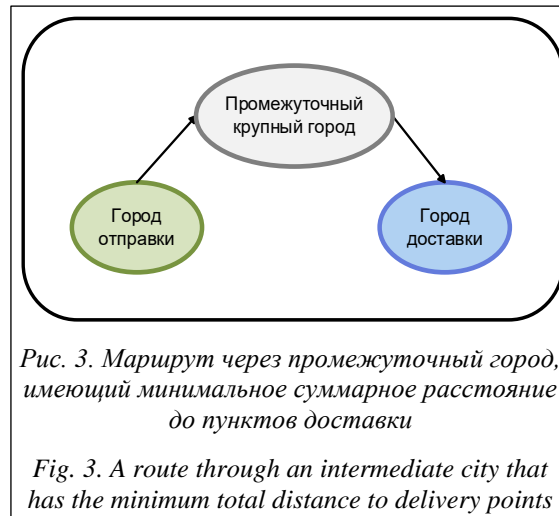 Промежуточный
крупный город
Город
отправки
Город
доставки
Рис. 3. Маршрут через промежуточный город,
имеющий минимальное суммарное расстояние
до пунктов доставки
Fig. 3. A route through an intermediate city that
has the minimum total distance to delivery points